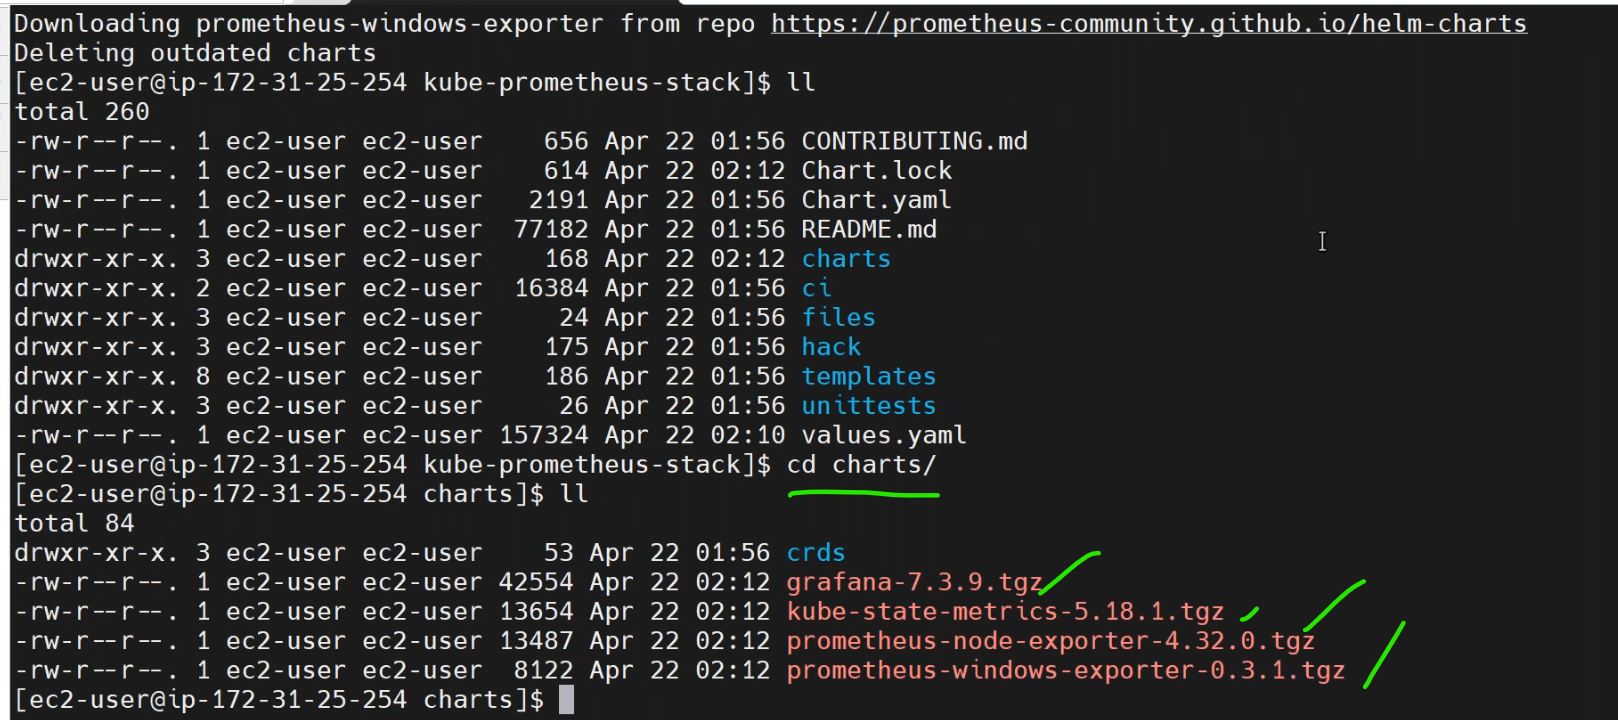 Downloading prometheus-windows-exporter from repo https://prometheus-community.github.io/helm-charts
Deleting outdated charts
[ec2-user@ip-172-31-25-254 kube-prometheus-stack]$ ll
total 260
-rw-r--r--. 1 ec2-user ec2-user    656 Apr 22 01:56 CONTRIBUTING.md
-rw-r--r--. 1 ec2-user ec2-user    614 Apr 22 02:12 Chart.lock
-rw-r--r--. 1 ec2-user ec2-user   2191 Apr 22 01:56 Chart.yaml
-rw-r--r--. 1 ec2-user ec2-user  77182 Apr 22 01:56 README.md
drwxr-xr-x. 3 ec2-user ec2-user    168 Apr 22 02:12 charts
drwxr-xr-x. 2 ec2-user ec2-user  16384 Apr 22 01:56 ci
drwxr-xr-x. 3 ec2-user ec2-user     24 Apr 22 01:56 files
drwxr-xr-x. 3 ec2-user ec2-user    175 Apr 22 01:56 hack
drwxr-xr-x. 8 ec2-user ec2-user    186 Apr 22 01:56 templates
drwxr-xr-x. 3 ec2-user ec2-user     26 Apr 22 01:56 unittests
-rw-r--r--. 1 ec2-user ec2-user 157324 Apr 22 02:10 values.yaml
[ec2-user@ip-172-31-25-254 kube-prometheus-stack]$ cd charts/
[ec2-user@ip-172-31-25-254 charts]$ ll
total 84
drwxr-xr-x. 3 ec2-user ec2-user    53 Apr 22 01:56 crds
-rw-r--r--. 1 ec2-user ec2-user 42554 Apr 22 02:12 grafana-7.3.9.tgz
-rw-r--r--. 1 ec2-user ec2-user 13654 Apr 22 02:12 kube-state-metrics-5.18.1.tgz
-rw-r--r--. 1 ec2-user ec2-user 13487 Apr 22 02:12 prometheus-node-exporter-4.32.0.tgz
-rw-r--r--. 1 ec2-user ec2-user  8122 Apr 22 02:12 prometheus-windows-exporter-0.3.1.tgz
[ec2-user@ip-172-31-25-254 charts]$